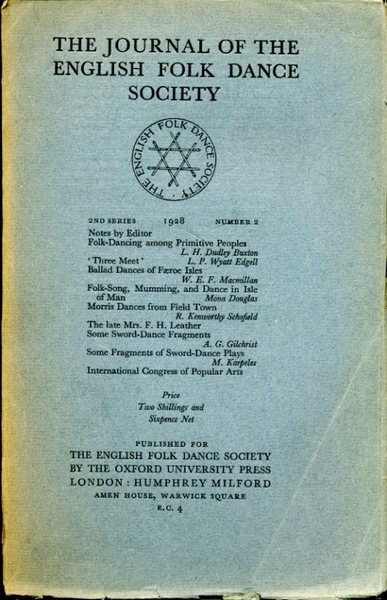 THE JOURNAL OF THE
ENGLISH FOLK DANCE
SOCIETY
THE ENGLISH FOLK DANCE SOCIETY
2ND SERIES 1928 NUMBER 2
Notes by Editor
Folk-Dancing among Primitive Peoples
L. H. Dudley Buxton
'Three Meet' L. P. Wyatt Edgell
Ballad Dances of Færoe Isles
W. E. F. Macmillan
Folk-Song, Mumming, and Dance in Isle
of Man Mona Douglas
Morris Dances from Field Town
R. Kenworthy Schofield
The late Mrs. F. H. Leather
Some Sword-Dance Fragments
A. G. Gilchrist
Some Fragments of Sword-Dance Plays
M. Karpeles
International Congress of Popular Arts
Price
Two Shillings and
Sixpence Net
PUBLISHED FOR
THE ENGLISH FOLK DANCE SOCIETY
BY THE OXFORD UNIVERSITY PRESS
LONDON : HUMPHREY MILFORD
AMEN HOUSE, WARWICK SQUARE
E.C. 4